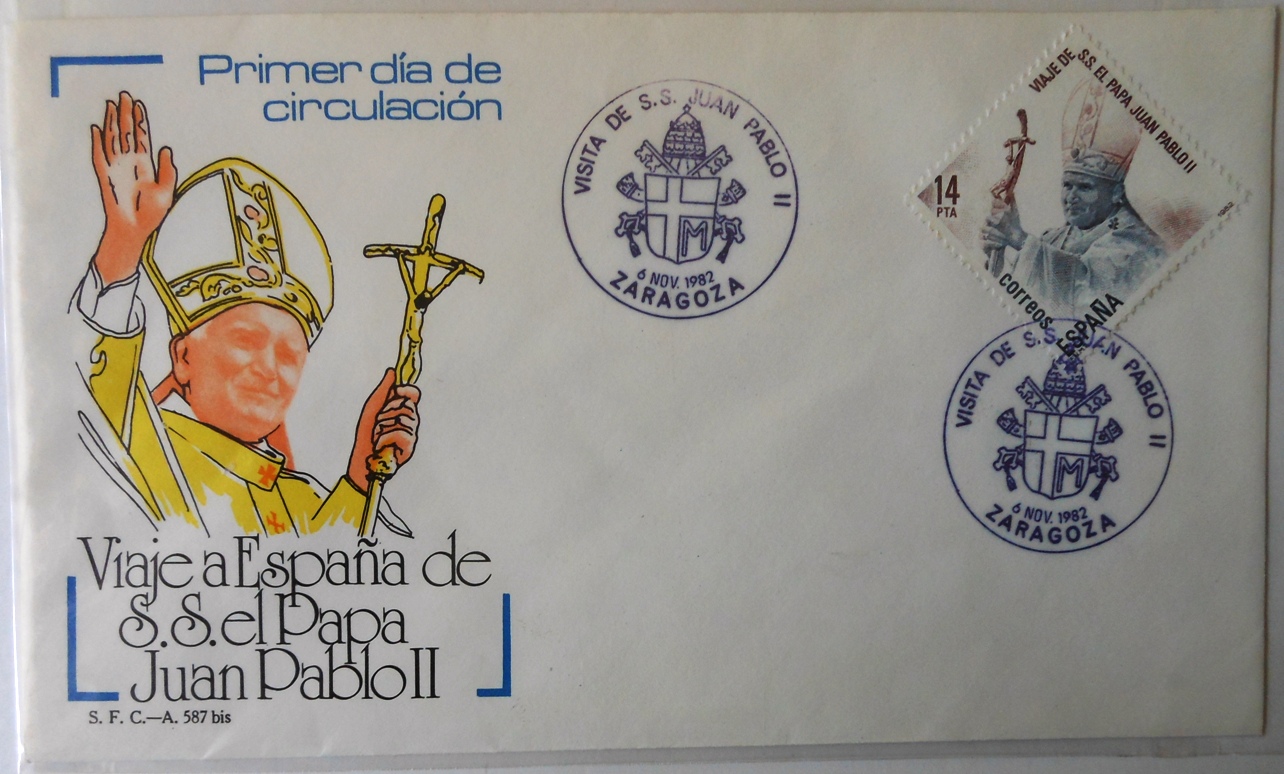 Primer día de
circulación
VISITA DE S.S. JUAN PABLO II
M
6 NOV. 1982
ZARAGOZA
VIAJE DE S.S. EL PAPA JUAN PABLO II
14
PTA
1982
correos
ESPAÑA
VISITA DE S.S. JUAN PABLO II
M
6 NOV. 1982
ZARAGOZA
Viaje a España de
S.S. el Papa
Juan Pablo II
S. F. C.—A. 587 bis